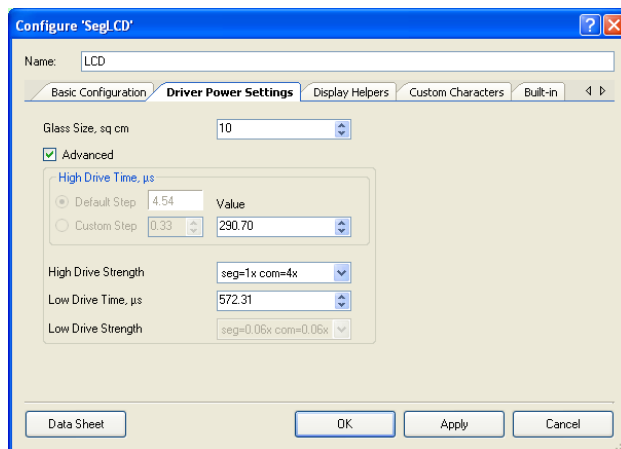 Configure 'SegLCD'
Name: LCD
Basic Configuration Driver Power Settings Display Helpers Custom Characters Built-in
Glass Size, sq cm 10
Advanced
High Drive Time, µs
Default Step 4.54 Value
Custom Step 0.33 290.70
High Drive Strength seg=1x com=4x
Low Drive Time, µs 572.31
Low Drive Strength seg=0.06x com=0.06x
Data Sheet OK Apply Cancel